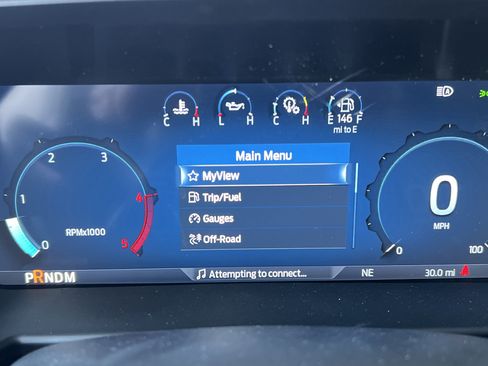 C H L H C H E 146 F
mi to E
Main Menu
MyView
Trip/Fuel
Gauges
Off-Road
0 1 2 3 4 5
RPMx1000
0
MPH
0 100
PRNDM
Attempting to connect...
NE
30.0 mi